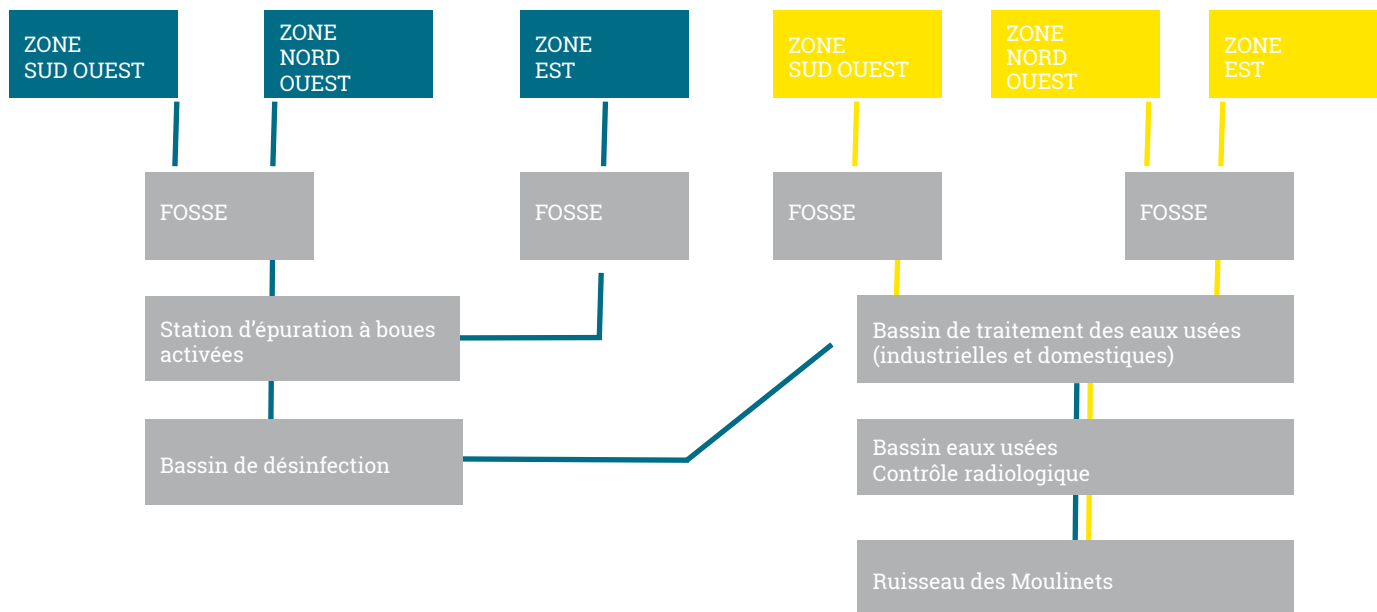 ZONE
SUD OUEST
ZONE
NORD
OUEST
ZONE
EST
ZONE
SUD OUEST
ZONE
NORD
OUEST
ZONE
EST
FOSSE
FOSSE
FOSSE
FOSSE
Station d’épuration à boues
activées
Bassin de traitement des eaux usées
(industrielles et domestiques)
Bassin de désinfection
Bassin eaux usées
Contrôle radiologique
Ruisseau des Moulinets